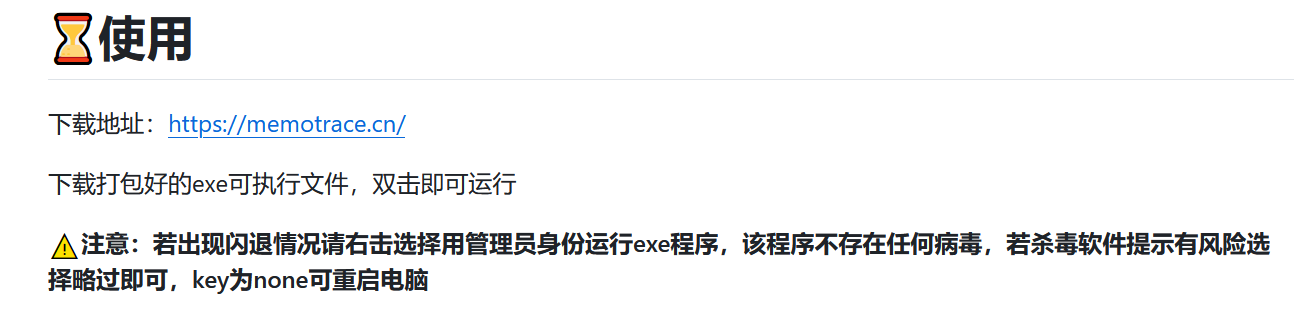 ⏳使用
下载地址：https://memotrace.cn/
下载打包好的exe可执行文件，双击即可运行
⚠️注意：若出现闪退情况请右击选择用管理员身份运行exe程序，该程序不存在任何病毒，若杀毒软件提示有风险选
择略过即可，key为none可重启电脑